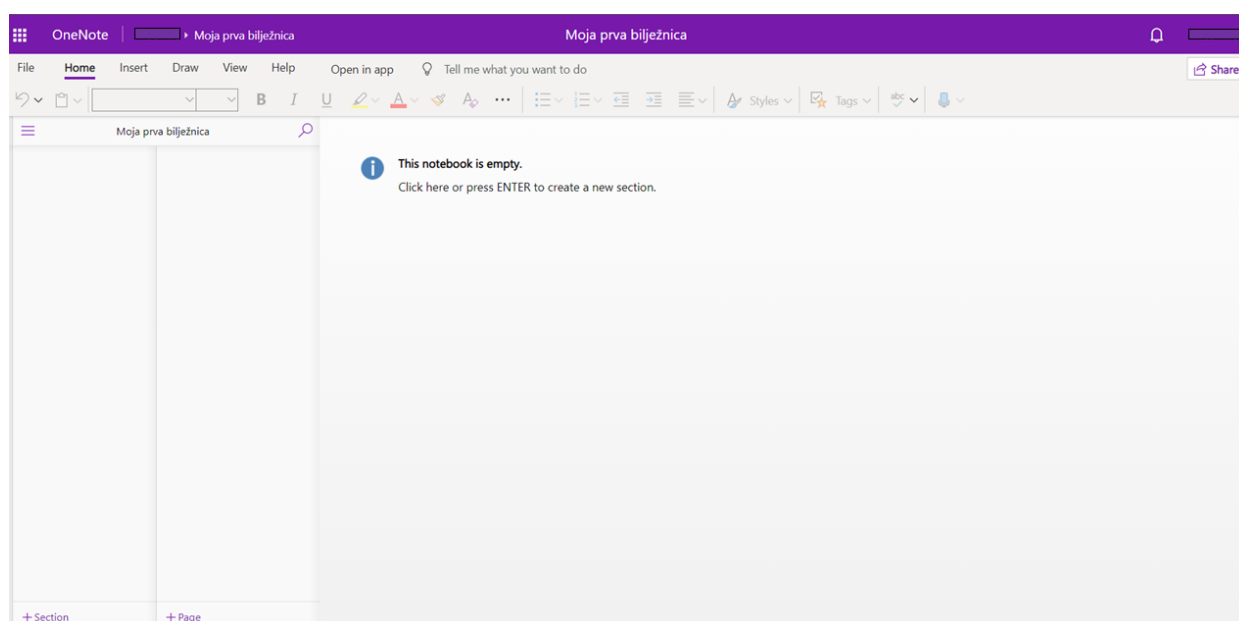 OneNote Moja prva bilježnica Moja prva bilježnica
File Home Insert Draw View Help Open in app Tell me what you want to do Share
B I U A A Styles Tags abc
Moja prva bilježnica
This notebook is empty.
Click here or press ENTER to create a new section.
+ Section + Page